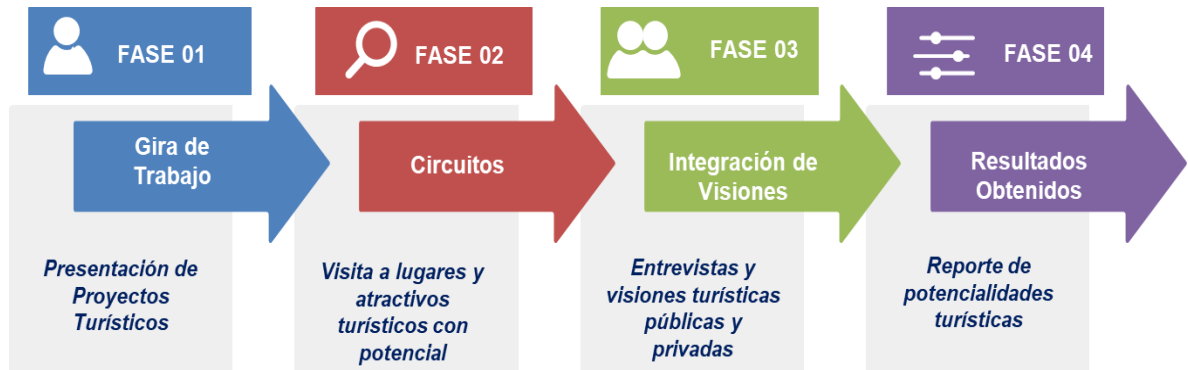 FASE 01
Gira de
Trabajo
Presentación de
Proyectos
Turísticos
FASE 02
Circuitos
Visita a lugares y
atractivos
turísticos con
potencial
FASE 03
Integración de
Visiones
Entrevistas y
visiones turísticas
públicas y
privadas
FASE 04
Resultados
Obtenidos
Reporte de
potencialidades
turísticas